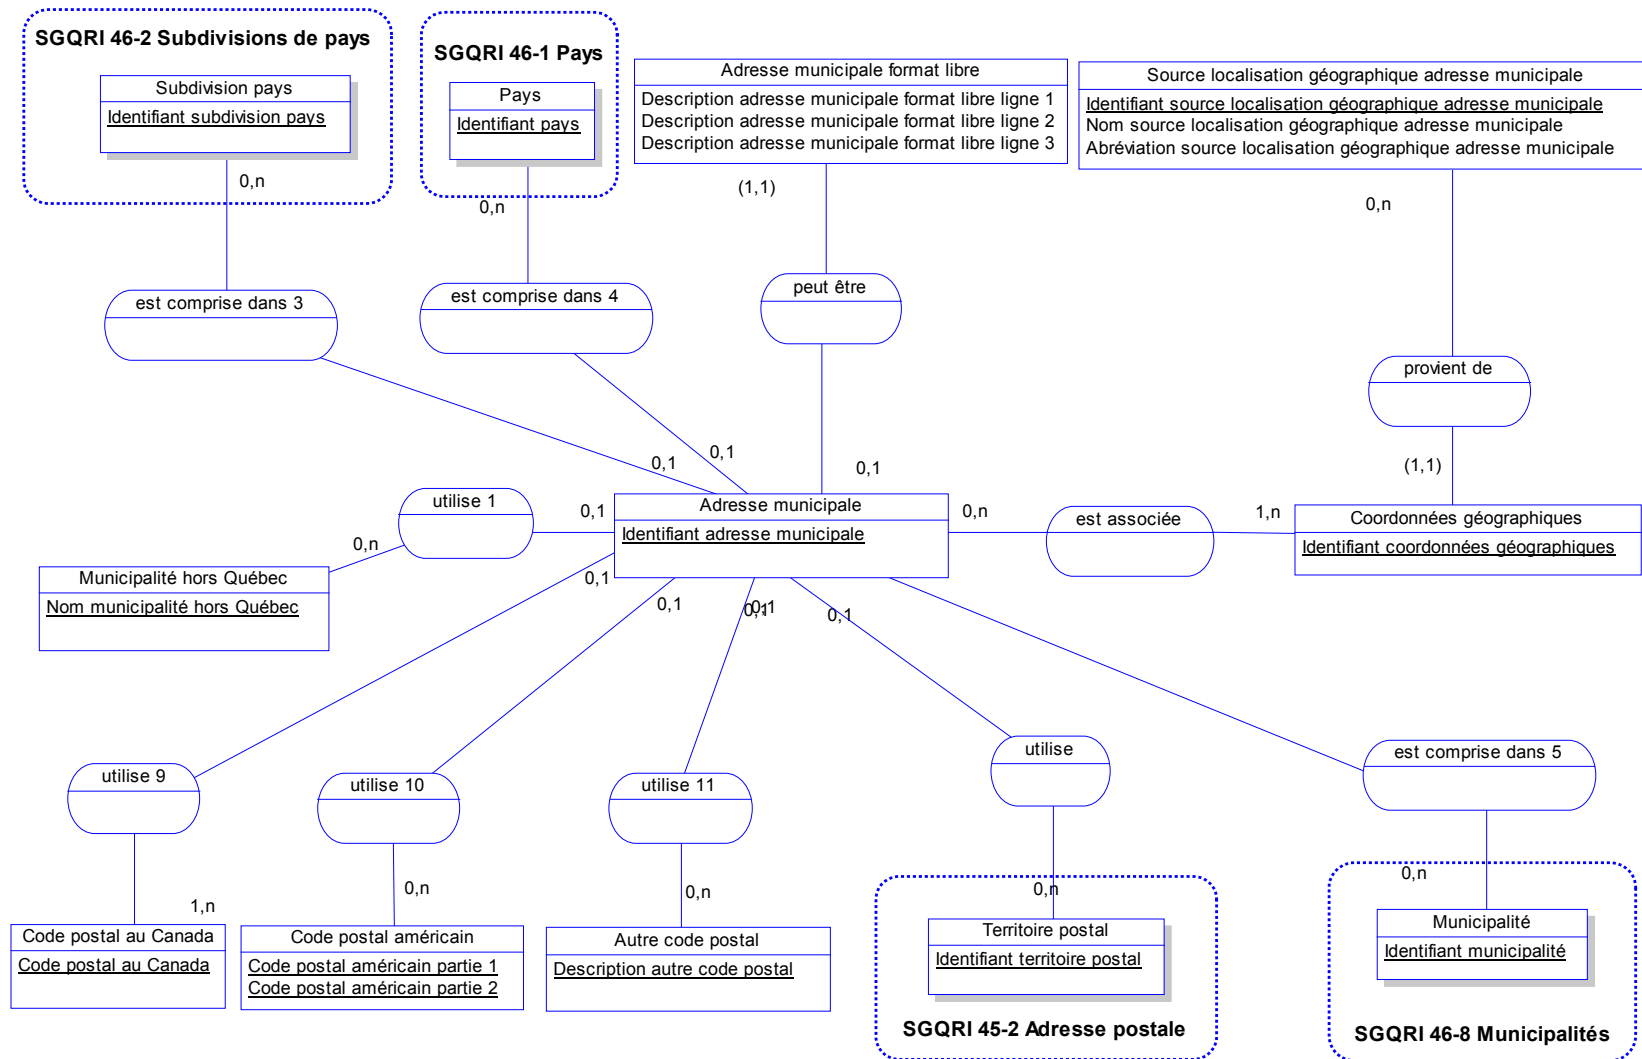 SGQRI 46-2 Subdivisions de pays
Subdivision pays
Identifiant subdivision pays
0,n
SGQRI 46-1 Pays
Pays
Identifiant pays
0,n
Adresse municipale format libre
Description adresse municipale format libre ligne 1
Description adresse municipale format libre ligne 2
Description adresse municipale format libre ligne 3
(1,1)
Source localisation géographique adresse municipale
Identifiant source localisation géographique adresse municipale
Nom source localisation géographique adresse municipale
Abréviation source localisation géographique adresse municipale
0,n
est comprise dans 3
est comprise dans 4
peut être
provient de
0,1
0,1
0,1
(1,1)
utilise 1
0,1
0,n
Municipalité hors Québec
Nom municipalité hors Québec
Adresse municipale
Identifiant adresse municipale
0,n
est associée
1,n
Coordonnées géographiques
Identifiant coordonnées géographiques
0,1
0,1
0,1
0,1
0,1
utilise 9
utilise 10
utilise 11
utilise
est comprise dans 5
1,n
0,n
0,n
0,n
0,n
Code postal au Canada
Code postal au Canada
Code postal américain
Code postal américain partie 1
Code postal américain partie 2
Autre code postal
Description autre code postal
Territoire postal
Identifiant territoire postal
SGQRI 45-2 Adresse postale
Municipalité
Identifiant municipalité
SGQRI 46-8 Municipalités